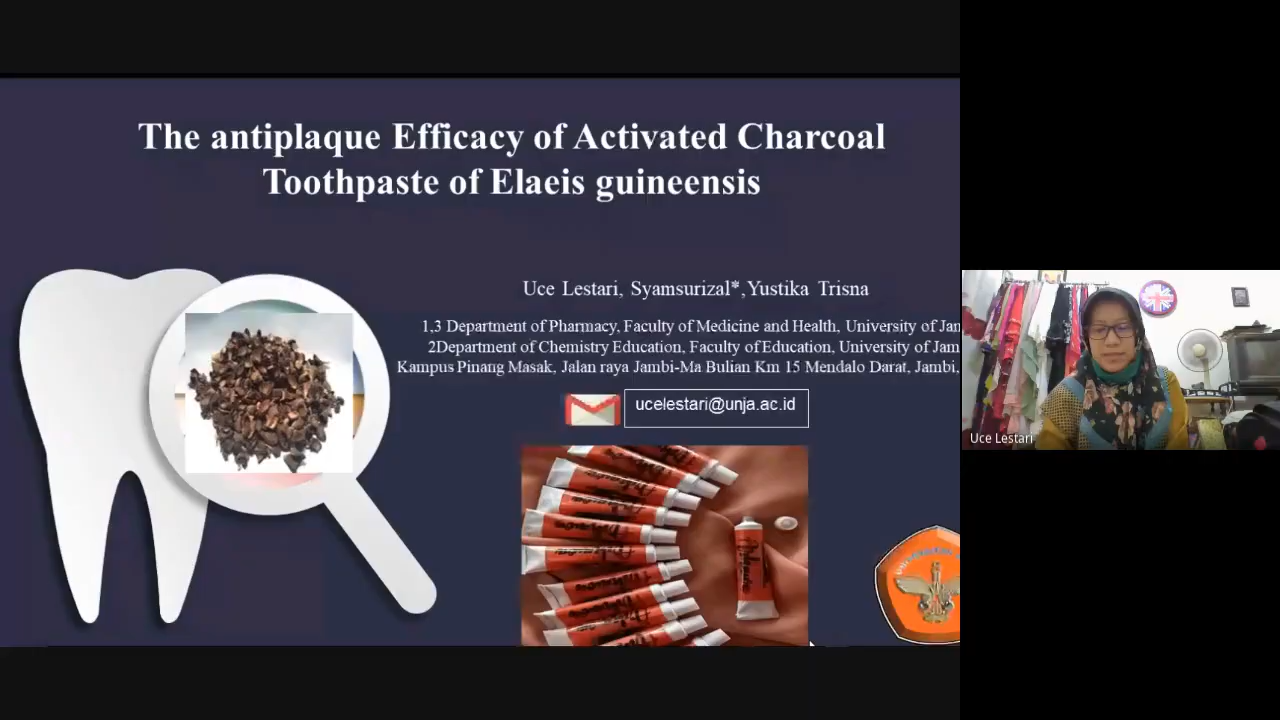 The antiplaque Efficacy of Activated Charcoal
Toothpaste of Elaeis guineensis
Uce Lestari, Syamsurizal*,Yustika Trisna
1,3 Department of Pharmacy, Faculty of Medicine and Health, University of Jam
2Department of Chemistry Education, Faculty of Education, University of Jam
Kampus Pinang Masak, Jalan raya Jambi-Ma Bulian Km 15 Mendalo Darat, Jambi,
ucelestari@unja.ac.id
Uce Lestari